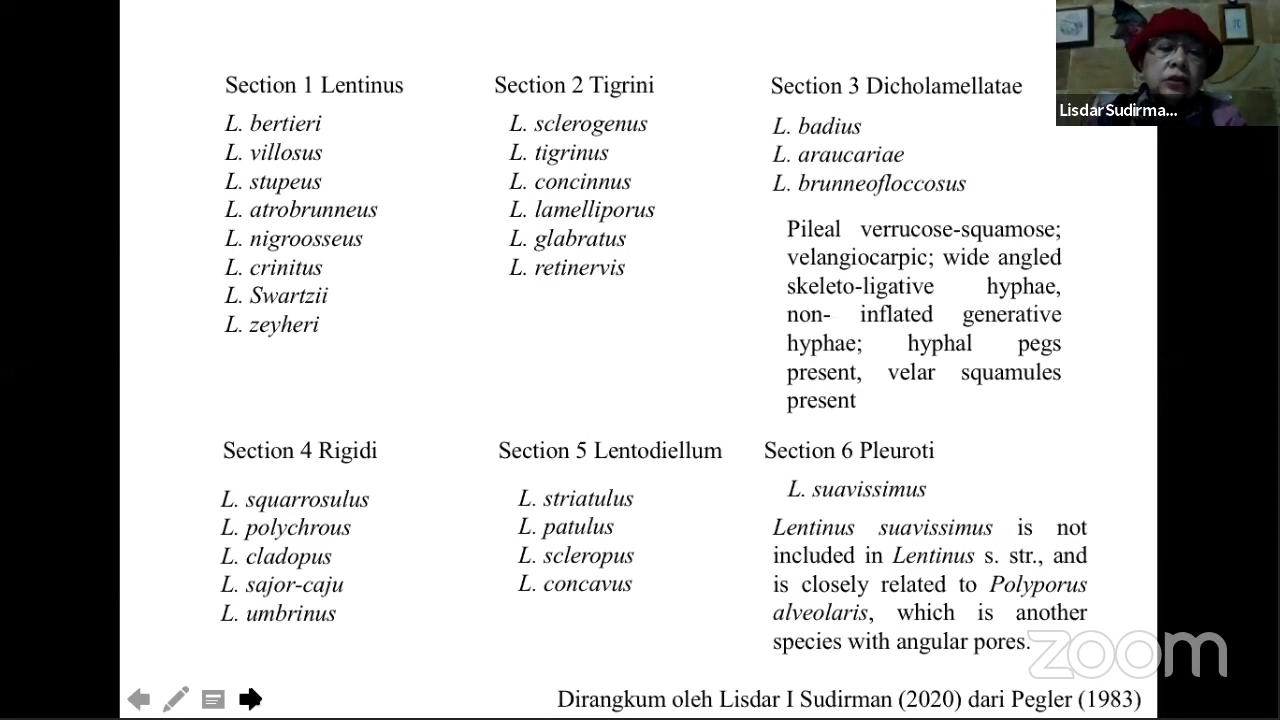 Section 1 Lentinus
L. bertieri
L. villosus
L. stupeus
L. atrobrunneus
L. nigroosseus
L. crinitus
L. Swartzii
L. zeyheri
Section 2 Tigrini
L. sclerogenus
L. tigrinus
L. concinnus
L. lamelliporus
L. glabratus
L. retinervis
Section 3 Dicholamellatae
L. badius
L. araucariae
L. brunneofloccosus
Pileal verrucose-squamose;
velangiocarpic; wide angled
skeleto-ligative hyphae,
non- inflated generative
hyphae; hyphal pegs
present, velar squamules
present
Section 4 Rigidi
L. squarrosulus
L. polychrous
L. cladopus
L. sajor-caju
L. umbrinus
Section 5 Lentodiellum
L. striatulus
L. patulus
L. scleropus
L. concavus
Section 6 Pleuroti
L. suavissimus
Lentinus suavissimus is not
included in Lentinus s. str., and
is closely related to Polyporus
alveolaris, which is another
species with angular pores.
Dirangkum oleh Lisdar I Sudirman (2020) dari Pegler (1983)
Lisdar Sudirma...
zoom